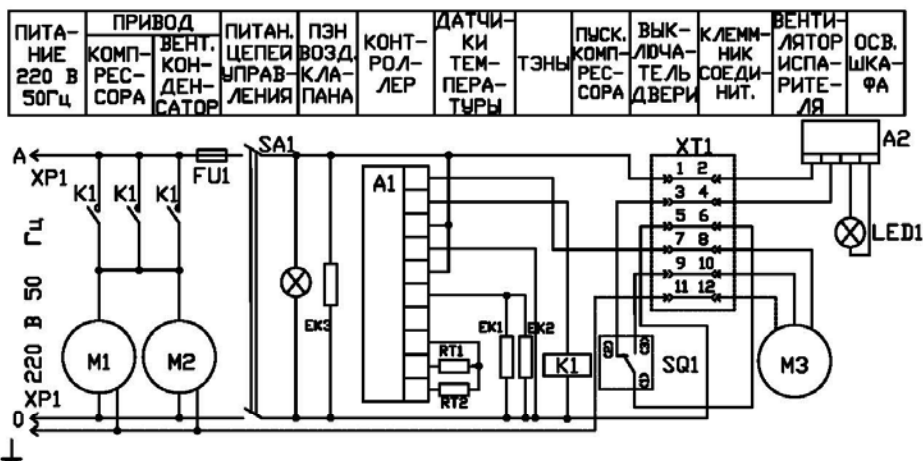 ПИТА-
НИЕ
220 В
50Гц
ПРИВОД
КОМП-
РЕС-
СОРА
ВЕНТ.
КОН-
ДЕН-
САТОР
ПИТАН.
ЦЕПЕЙ
УПРАВ-
ЛЕНИЯ
ПЭН
ВОЗД.
КЛА-
ПАНА
КОНТ-
РОЛ-
ЛЕР
ДАТЧИ-
КИ
ТЕМ-
ПЕРА-
ТУРЫ
ТЭНЫ
ПУСК.
КОМП-
РЕС-
СОРА
ВЫК-
ЛЮЧА-
ТЕЛЬ
ДВЕРИ
КЛЕММ-
НИК
СОЕДИ-
НИТ.
ВЕНТИ-
ЛЯТОР
ИСПА-
РИТЕ-
ЛЯ
ОСВ.
ШКА-
ФА
A
XP1
FU1
SA1
XT1
A2
K1 K1 K1
A1
1 2
3 4
5 6
7 8
9 10
11 12
LED1
220 В 50 Гц
EK3
EK1 EK2
M1
M2
RT1
RT2
K1
(2) (3)
(1)
SQ1
M3
XP1
0